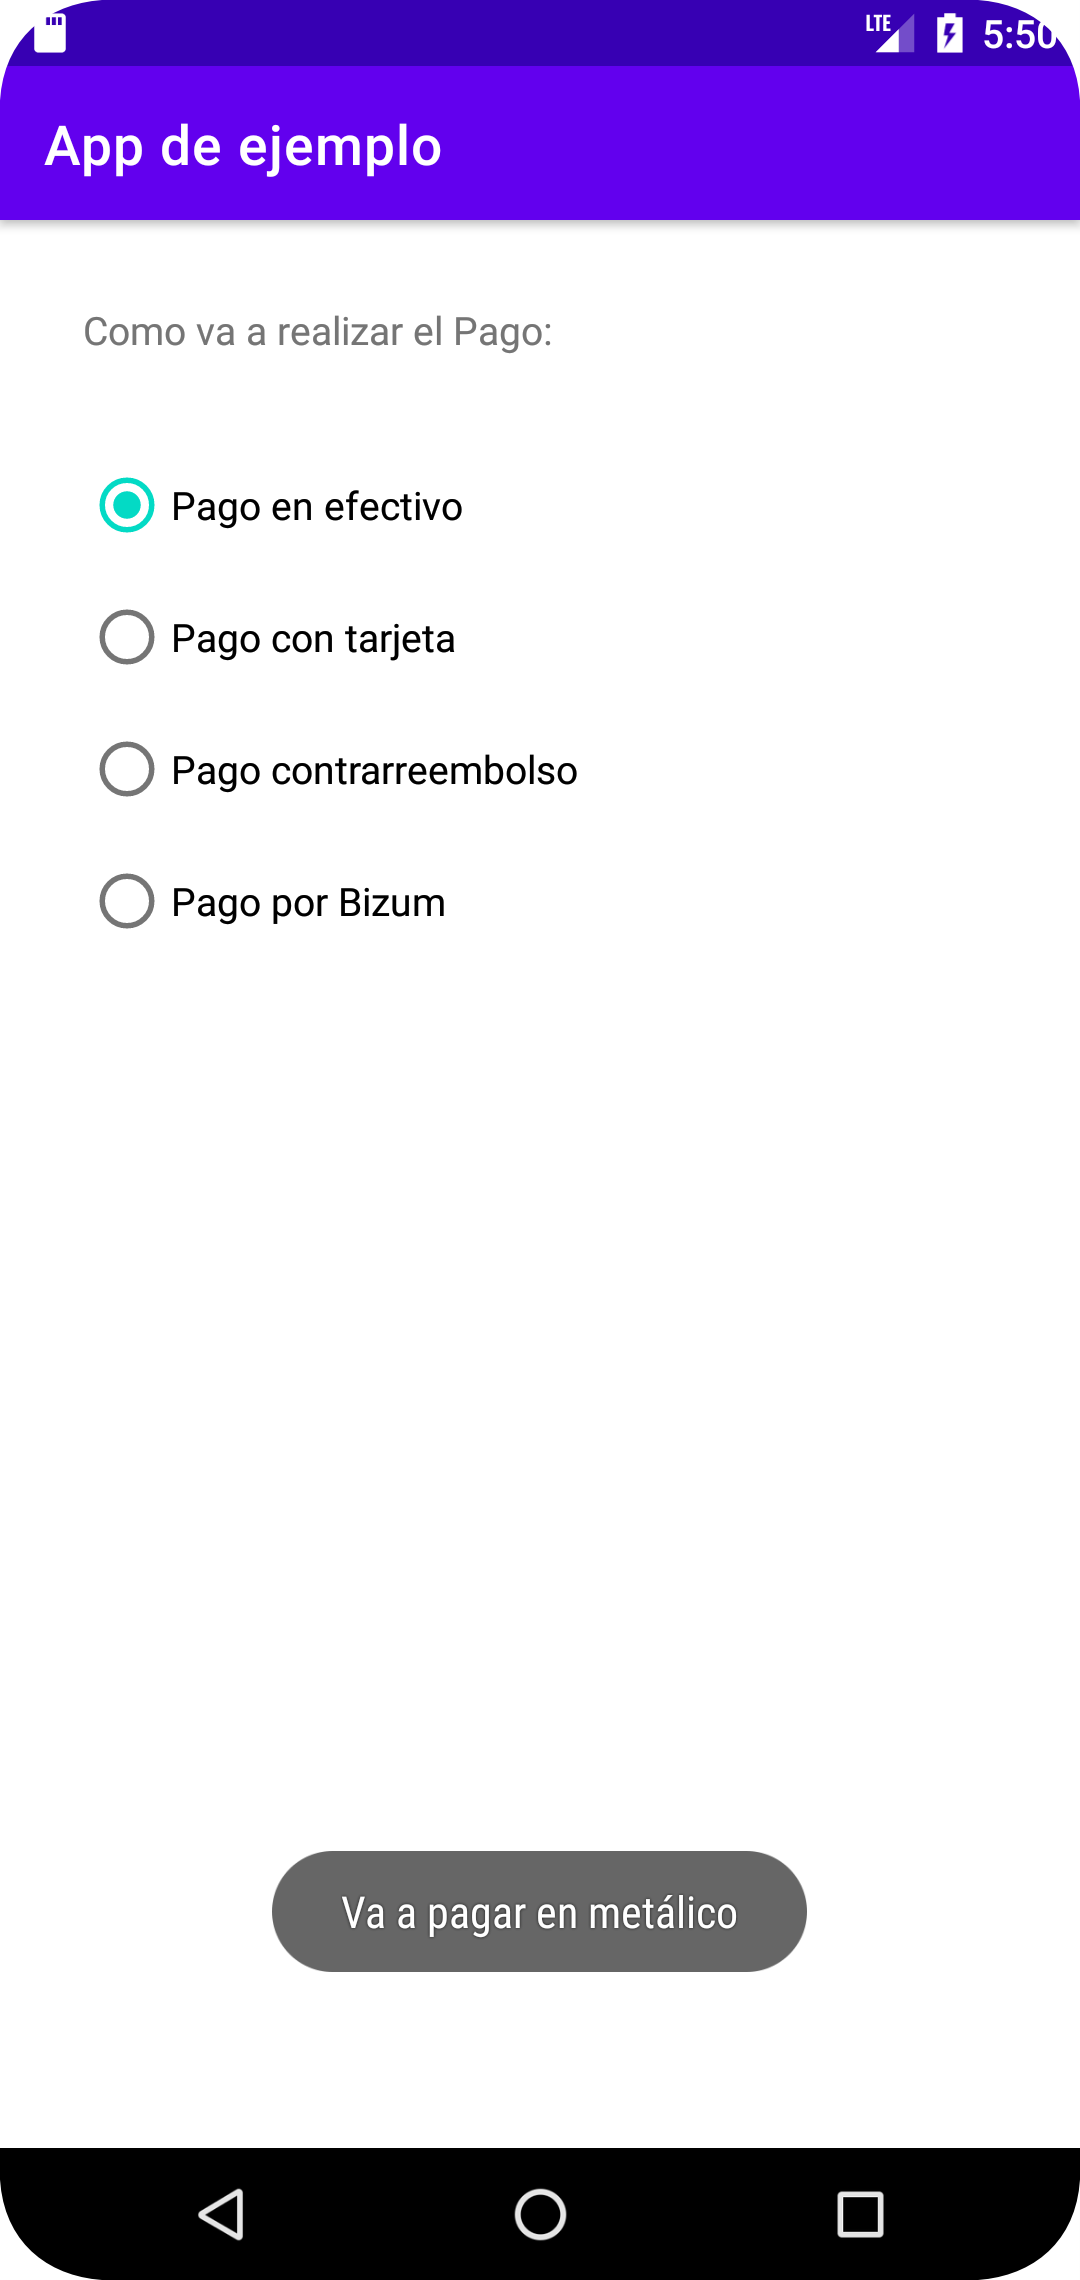 LTE 5:50
App de ejemplo
Como va a realizar el Pago:
Pago en efectivo
Pago con tarjeta
Pago contrarreembolso
Pago por Bizum
Va a pagar en metálico